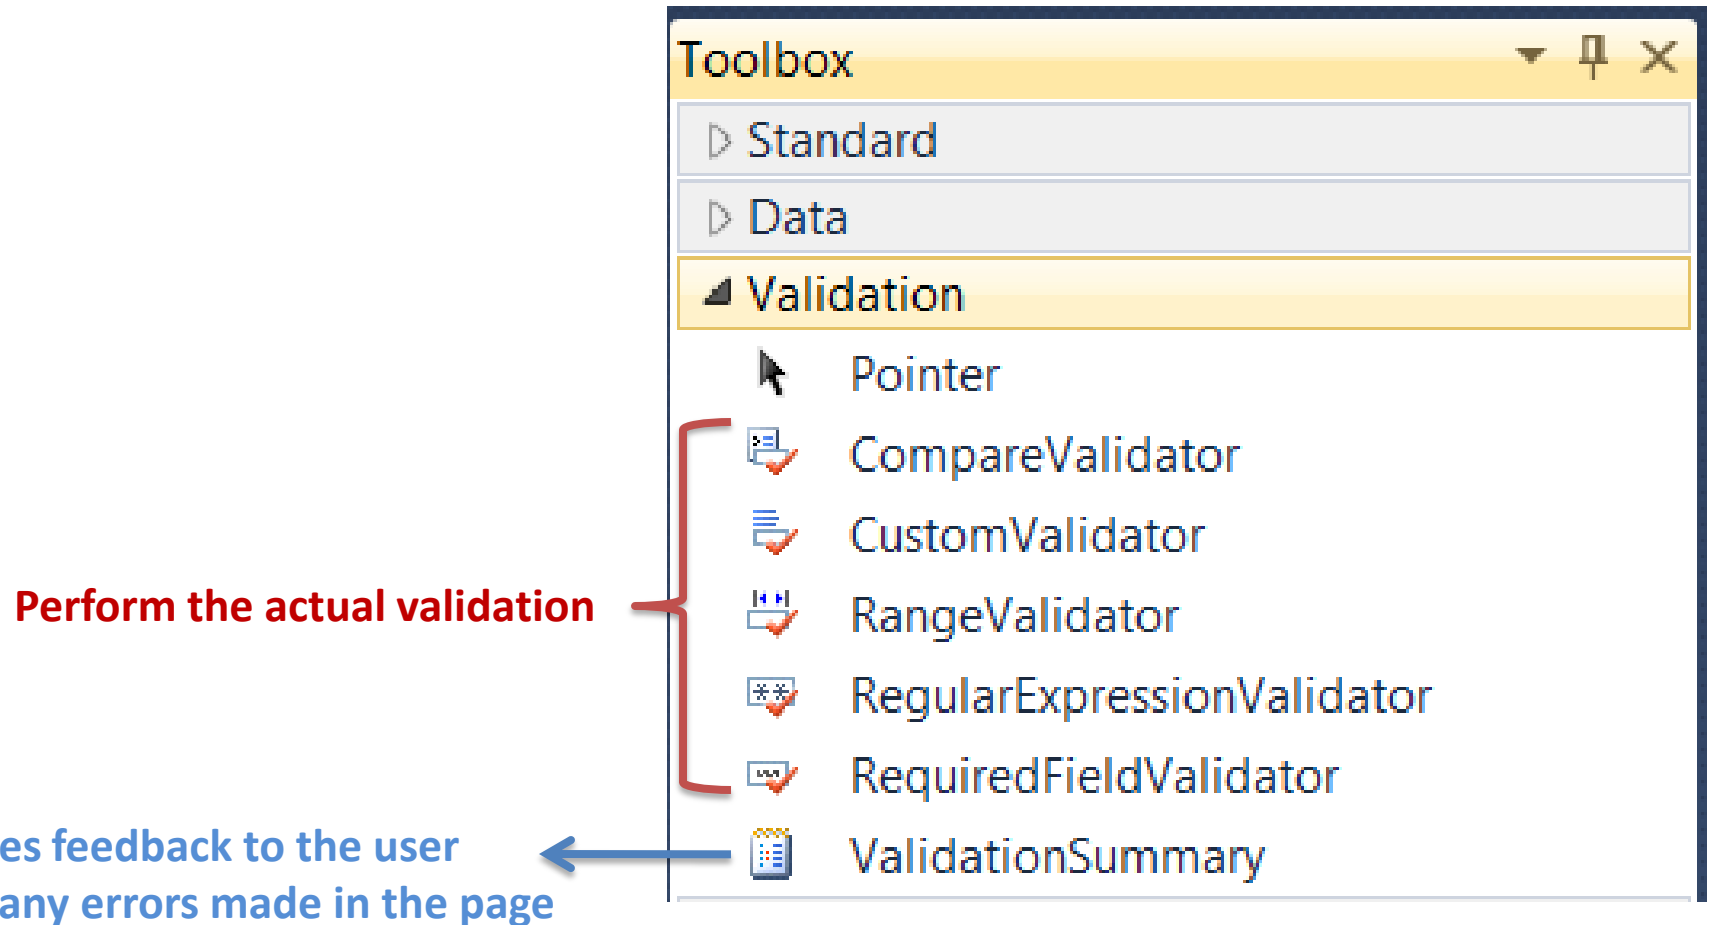 Toolbox
Standard
Data
Validation
Pointer
CompareValidator
CustomValidator
Perform the actual validation
RangeValidator
RegularExpressionValidator
RequiredFieldValidator
es feedback to the user
ValidationSummary
any errors made in the page